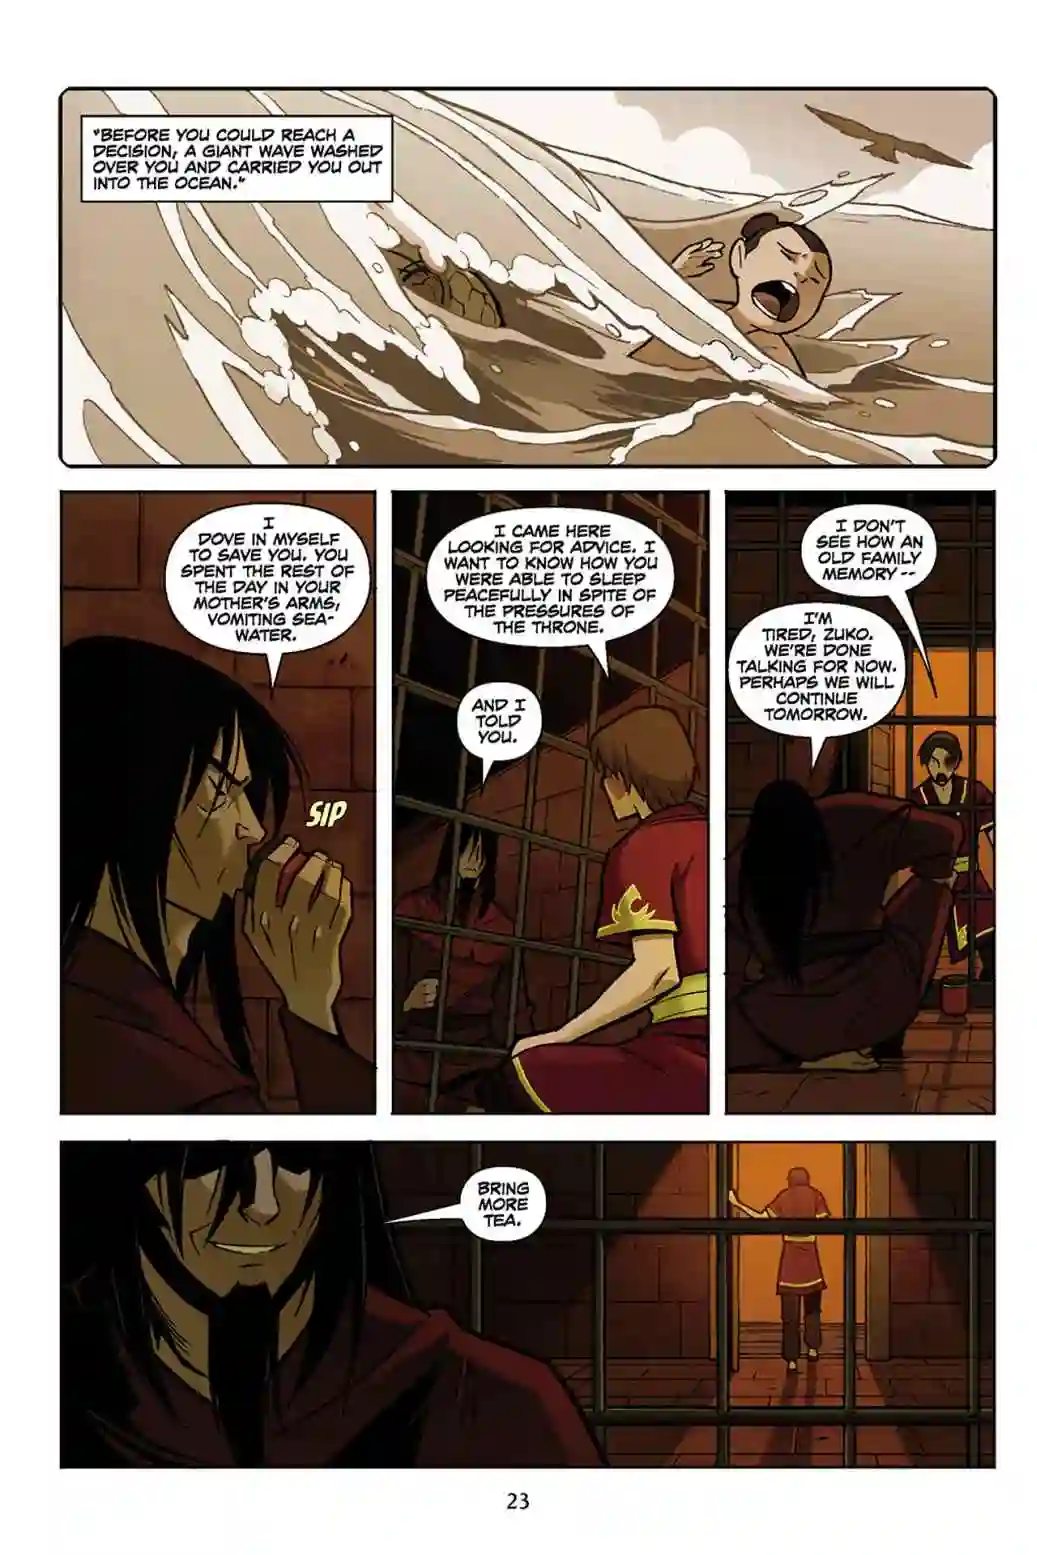 "BEFORE YOU COULD REACH A
DECISION, A GIANT WAVE WASHED
OVER YOU AND CARRIED YOU OUT
INTO THE OCEAN."
I
DOVE IN MYSELF
TO SAVE YOU. YOU
SPENT THE REST OF
THE DAY IN YOUR
MOTHER'S ARMS,
VOMITING SEA-
WATER.
SIP
I CAME HERE
LOOKING FOR ADVICE. I
WANT TO KNOW HOW YOU
WERE ABLE TO SLEEP
PEACEFULLY IN SPITE OF
THE PRESSURES OF
THE THRONE.
AND I
TOLD
YOU.
I DON'T
SEE HOW AN
OLD FAMILY
MEMORY --
I'M
TIRED, ZUKO.
WE'RE DONE
TALKING FOR NOW.
PERHAPS WE WILL
CONTINUE
TOMORROW.
BRING
MORE
TEA.
23